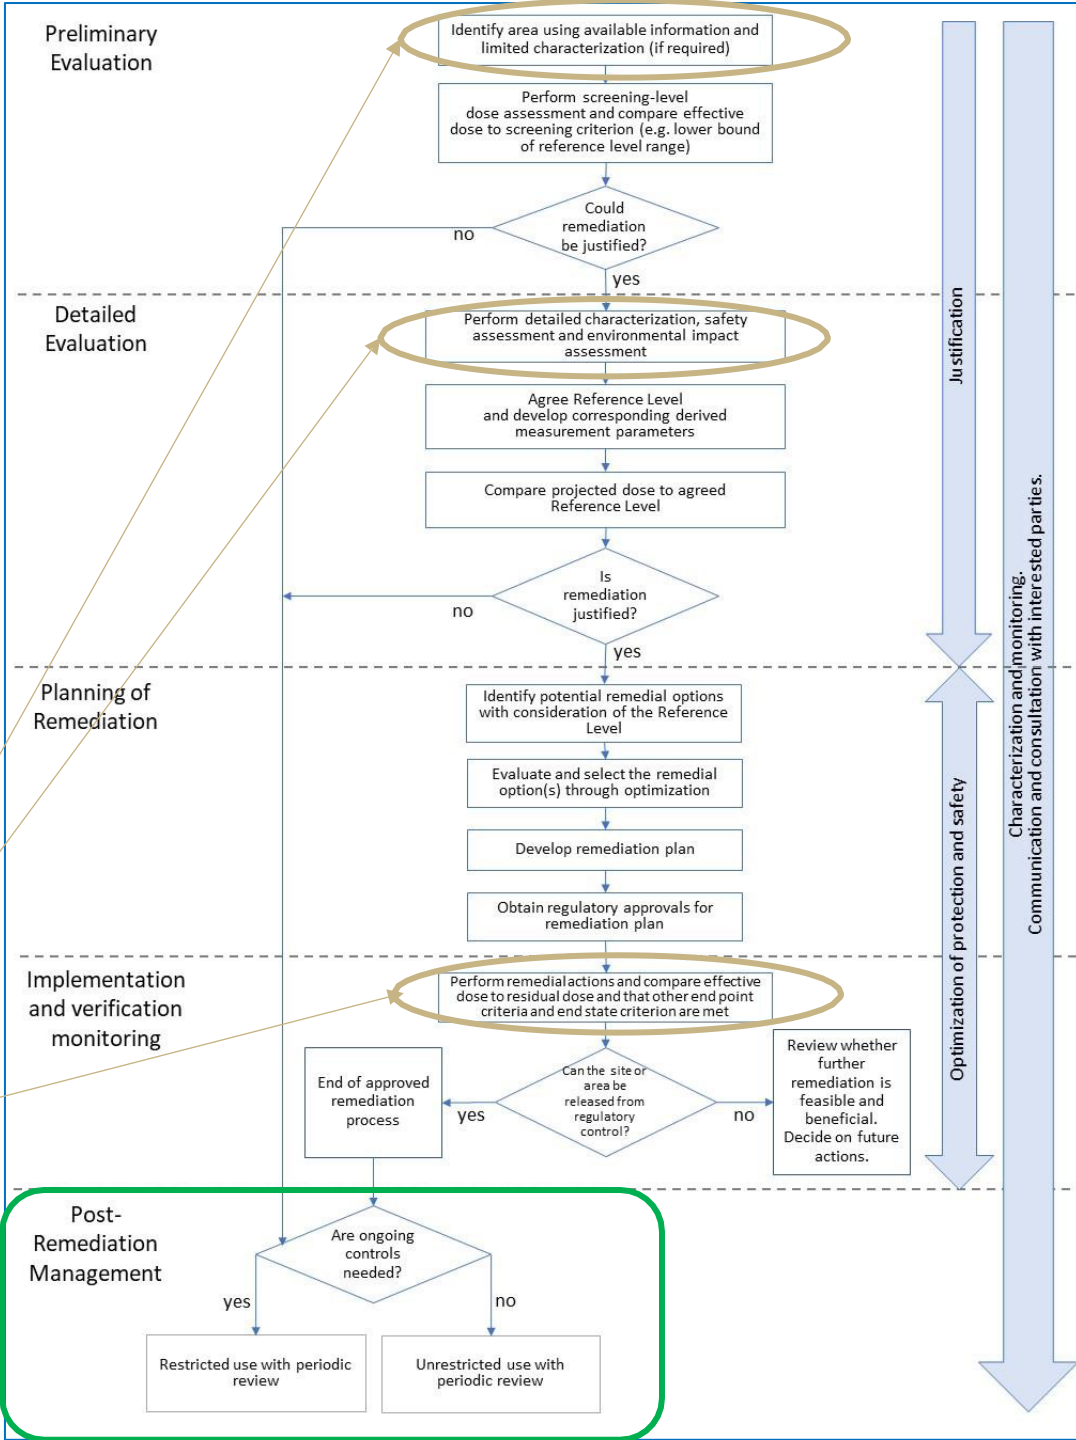 Preliminary
Evaluation
Identify area using available information and
limited characterization (if required)
Perform screening-level
dose assessment and compare effective
dose to screening criterion (e.g. lower bound
of reference level range)
Could
remediation
be justified?
no
yes
Detailed
Evaluation
Perform detailed characterization, safety
assessment and environmental impact
assessment
Agree Reference Level
and develop corresponding derived
measurement parameters
Compare projected dose to agreed
Reference Level
Is
remediation
justified?
no
yes
Planning of
Remediation
Identify potential remedial options
with consideration of the Reference
Level
Evaluate and select the remedial
option(s) through optimization
Develop remediation plan
Obtain regulatory approvals for
remediation plan
Implementation
and verification
monitoring
Perform remedial actions and compare effective
dose to residual dose and that other end point
criteria and end state criterion are met
Can the site or
area be
released from
regulatory
control?
yes
no
End of approved
remediation
process
Review whether
further
remediation is
feasible and
beneficial.
Decide on future
actions.
Post-
Remediation
Management
Are ongoing
controls
needed?
yes
no
Restricted use with periodic
review
Unrestricted use with
periodic review
Justification
Optimization of protection and safety
Characterization and monitoring.
Communication and consultation with interested parties.